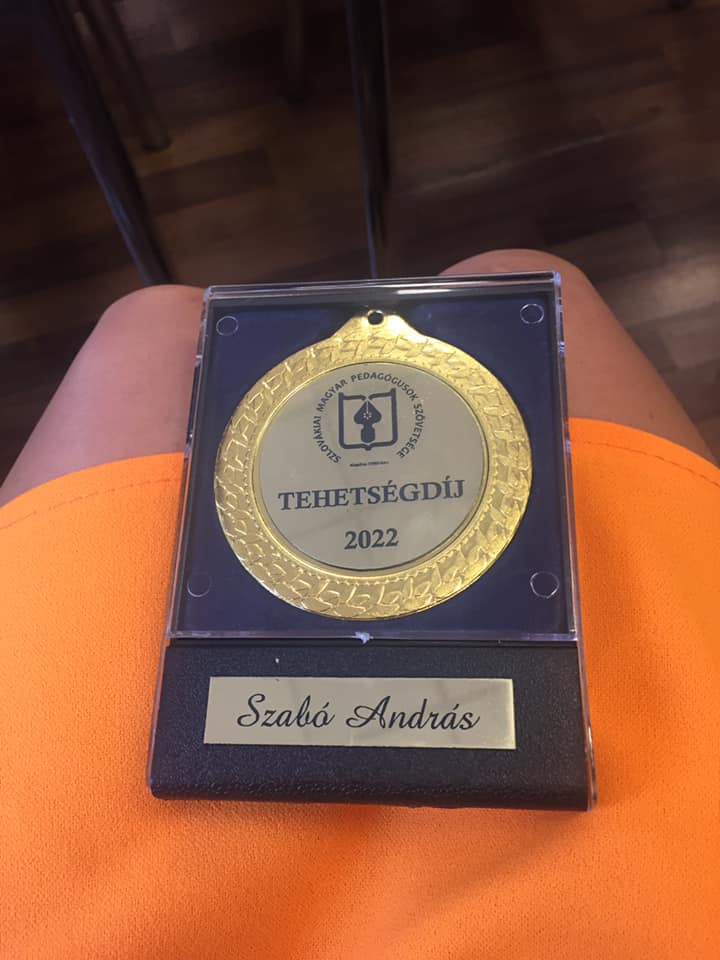 SZLOVÁKIAI MAGYAR PEDAGÓGUSOK SZÖVETSÉGE
TEHETSÉGDÍJ
2022
Szabó András